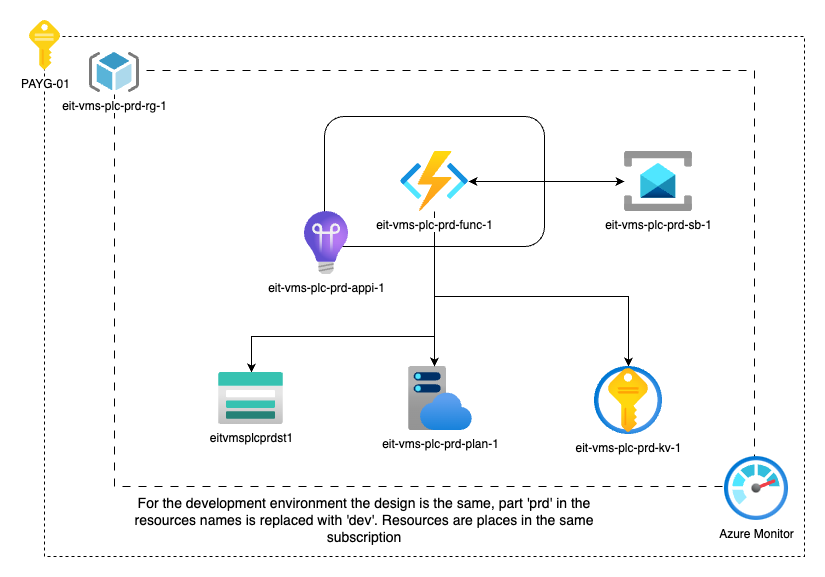 PAYG-01
eit-vms-plc-prd-rg-1
eit-vms-plc-prd-func-1
eit-vms-plc-prd-sb-1
eit-vms-plc-prd-appi-1
eitvmsplcprdst1
eit-vms-plc-prd-plan-1
eit-vms-plc-prd-kv-1
For the development environment the design is the same, part 'prd' in the
resources names is replaced with 'dev'. Resources are places in the same
subscription
Azure Monitor